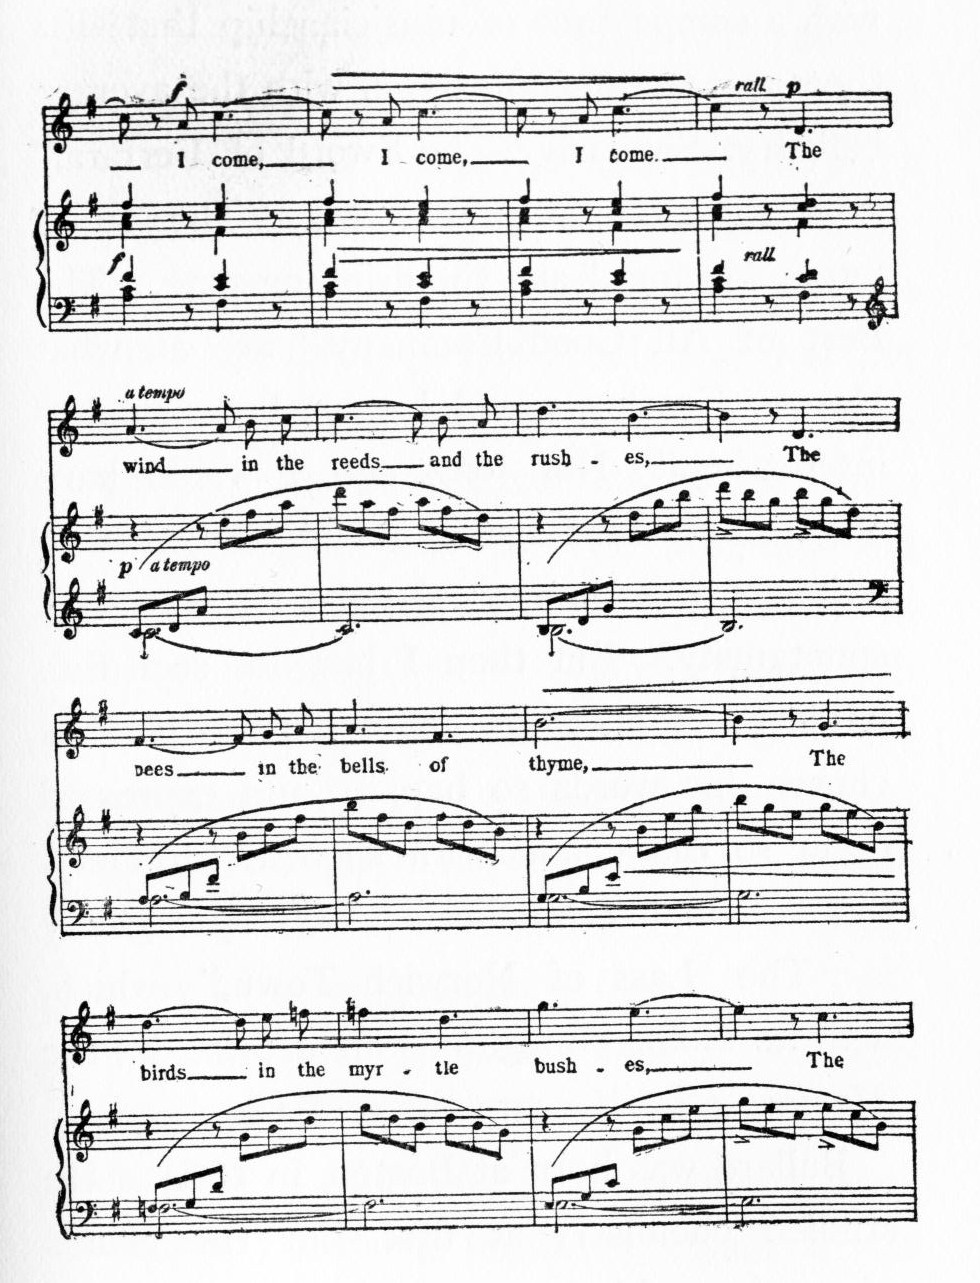 f rall. p
I come, I come, I come. The
f rall.
a tempo
wind in the reeds and the rush - es, The
p a tempo
bees in the bells of thyme, The
birds in the myr - tle bush - es, The